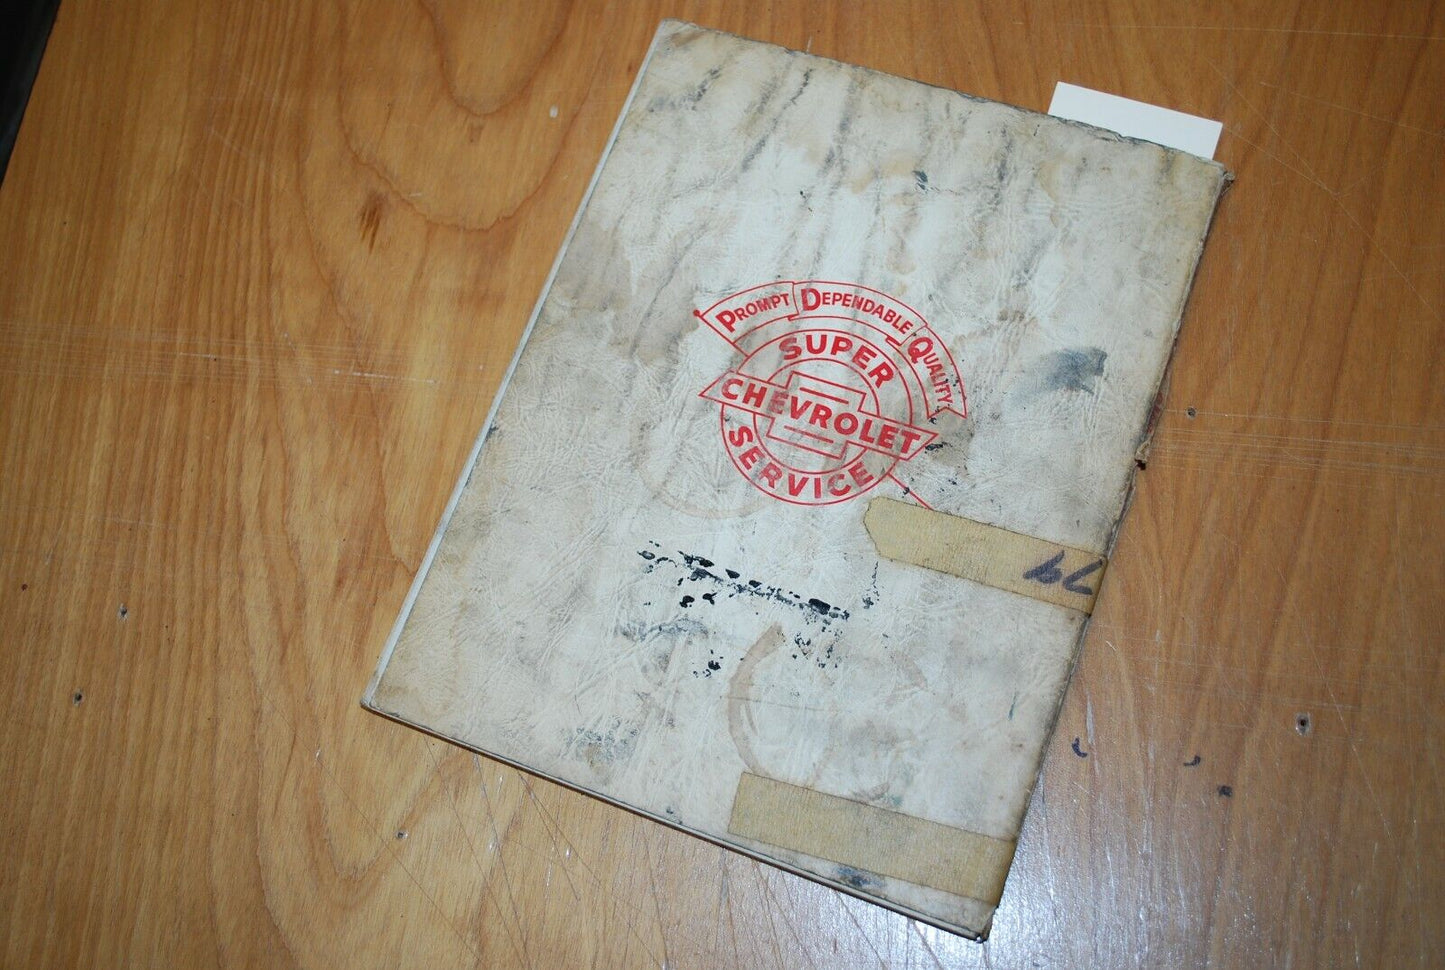 PROMPT DEPENDABLE QUALITY
SUPER
CHEVROLET
SERVICE